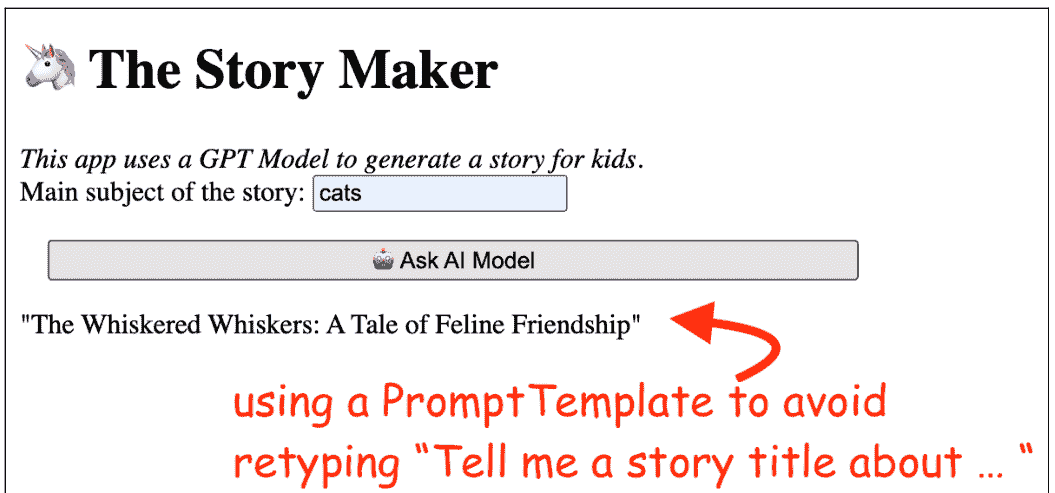 🦄 The Story Maker
This app uses a GPT Model to generate a story for kids.
Main subject of the story: cats
🤖 Ask AI Model
"The Whiskered Whiskers: A Tale of Feline Friendship"
using a PromptTemplate to avoid
retyping “Tell me a story title about ... “